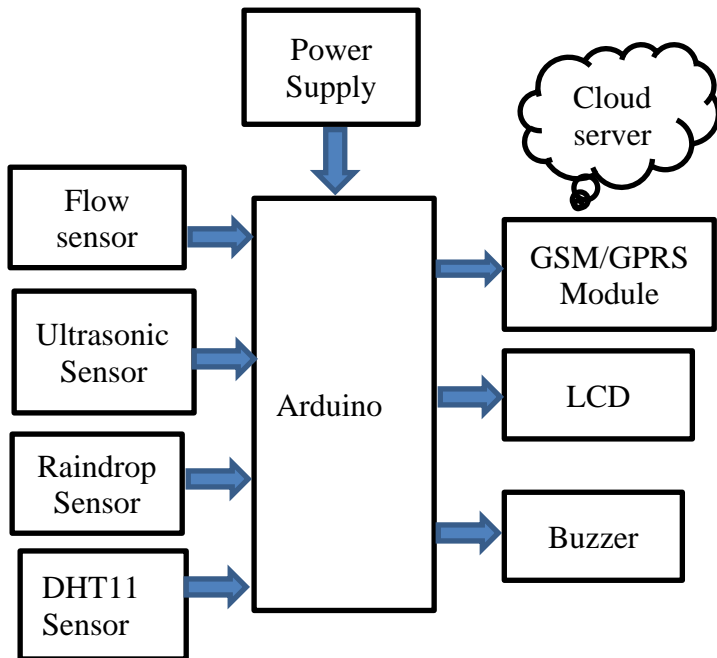 Power
Supply
Cloud
server
Flow
sensor
GSM/GPRS
Module
Ultrasonic
Sensor
Arduino
LCD
Raindrop
Sensor
Buzzer
DHT11
Sensor